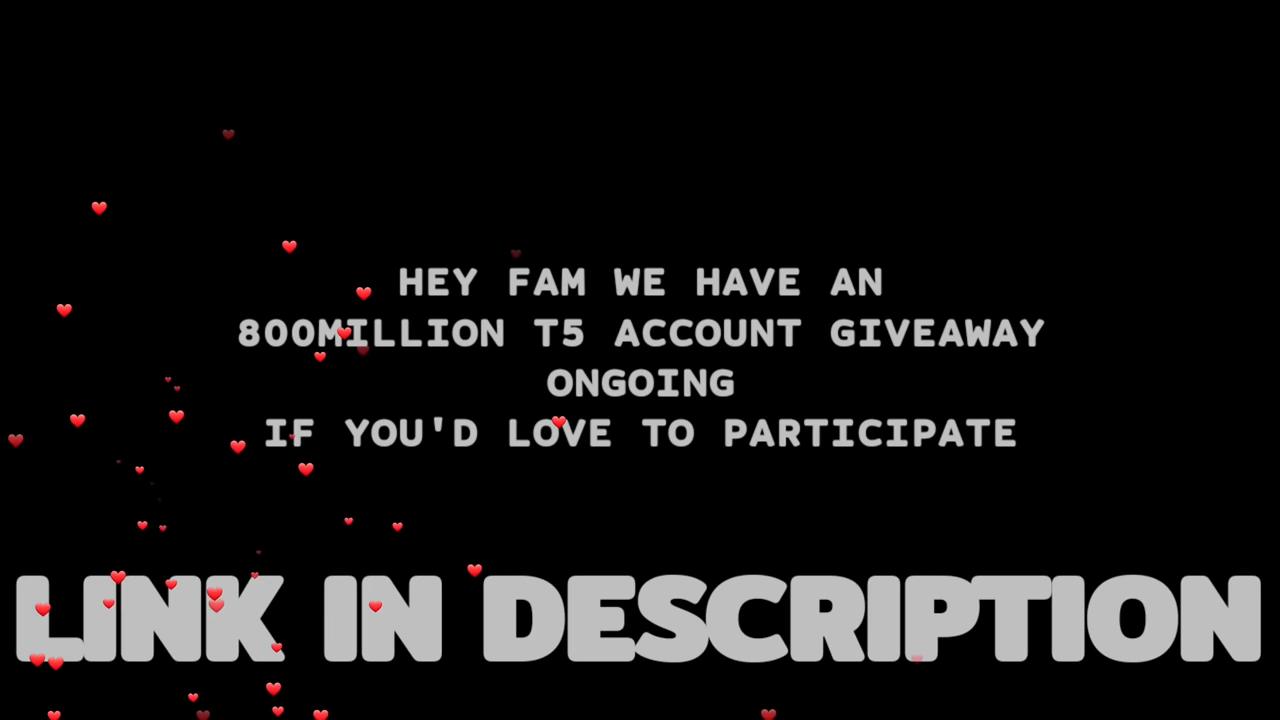 HEY FAM WE HAVE AN
800MILLION T5 ACCOUNT GIVEAWAY
ONGOING
IF YOU'D LOVE TO PARTICIPATE
LINK IN DESCRIPTION